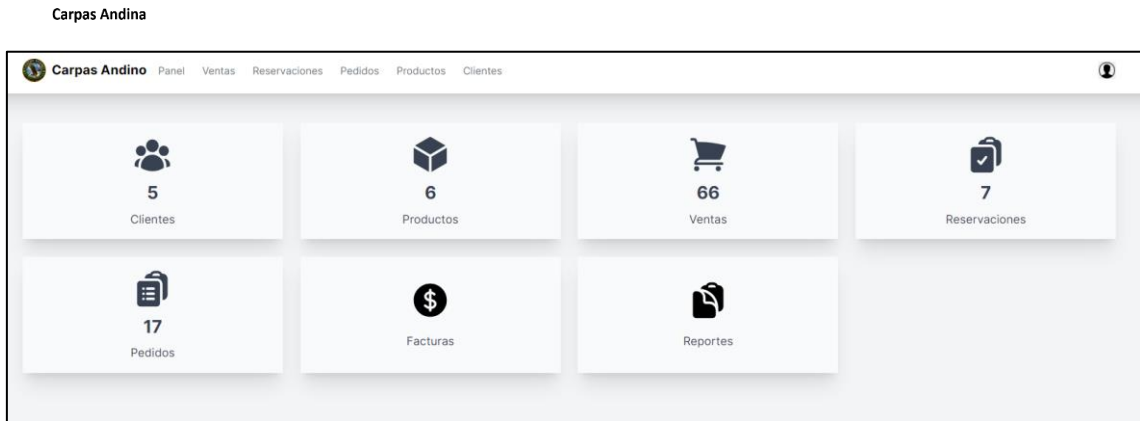 Carpas Andina
Carpas Andino Panel Ventas Reservaciones Pedidos Productos Clientes
5 6 66 7
Clientes Productos Ventas Reservaciones
17
Facturas Reportes
Pedidos